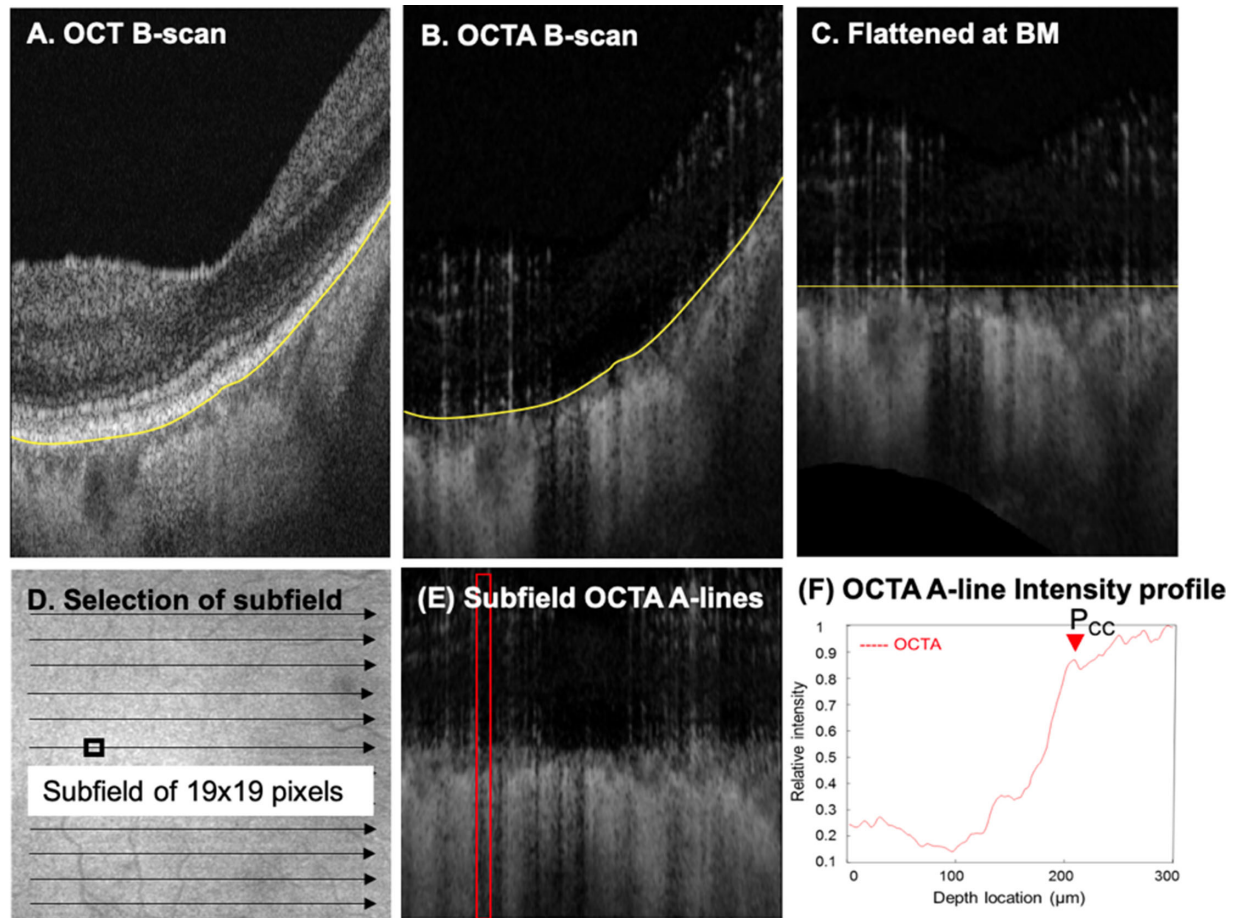 A. OCT B-scan
B. OCTA B-scan
C. Flattened at BM
D. Selection of subfield
Subfield of 19x19 pixels
(E) Subfield OCTA A-lines
(F) OCTA A-line Intensity profile
PCC
OCTA
Relative intensity
1
0.9
0.8
0.7
0.6
0.5
0.4
0.3
0.2
0.1
0 100 200 300
Depth location (μm)